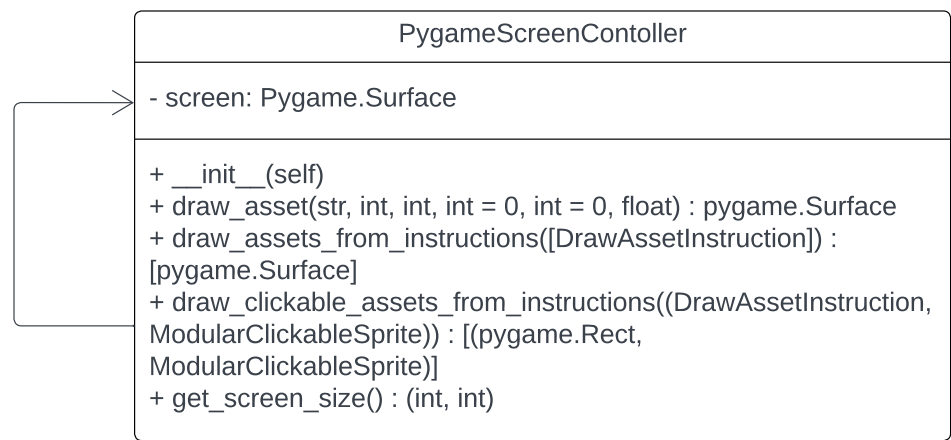 PygameScreenContoller
- screen: Pygame.Surface
+ __init__(self)
+ draw_asset(str, int, int, int = 0, int = 0, float) : pygame.Surface
+ draw_assets_from_instructions([DrawAssetInstruction]) :
[pygame.Surface]
+ draw_clickable_assets_from_instructions((DrawAssetInstruction,
ModularClickableSprite)) : [(pygame.Rect,
ModularClickableSprite)]
+ get_screen_size() : (int, int)